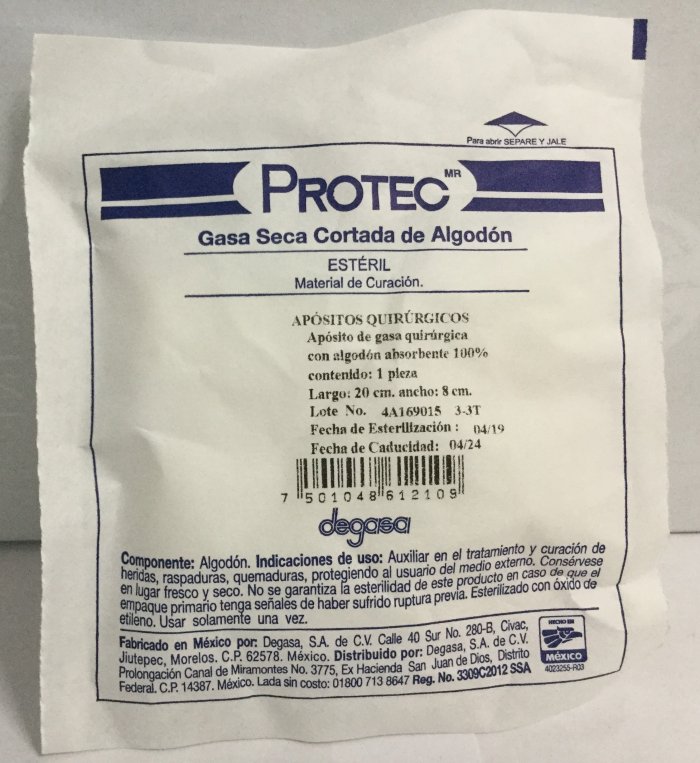 Para abrir SEPARE Y JALE
PROTEC MR
Gasa Seca Cortada de Algodón
ESTÉRIL
Material de Curación.
APÓSITOS QUIRÚRGICOS
Apósito de gasa quirúrgica
con algodón absorbente 100%
contenido: 1 pieza
Largo: 20 cm. ancho: 8 cm.
Lote No. 4A169015 3-3T
Fecha de Esterilización : 04/19
Fecha de Caducidad: 04/24
7 501048 612109
degasa
Componente: Algodón. Indicaciones de uso: Auxiliar en el tratamiento y curación de
heridas, raspaduras, quemaduras, protegiendo al usuario del medio externo. Consérvese
en lugar fresco y seco. No se garantiza la esterilidad de este producto en caso de que el
empaque primario tenga señales de haber sufrido ruptura previa. Esterilizado con óxido de
etileno. Usar solamente una vez.
Fabricado en México por: Degasa, S.A. de C.V. Calle 40 Sur No. 280-B, Civac,
Jiutepec, Morelos. C.P. 62578. México. Distribuido por: Degasa, S.A. de C.V.
Prolongación Canal de Miramontes No. 3775, Ex Hacienda San Juan de Dios, Distrito
Federal. C.P. 14387. México. Lada sin costo: 01800 713 8647 Reg. No. 3309C2012 SSA
HECHO EN
MÉXICO
4023255-R03